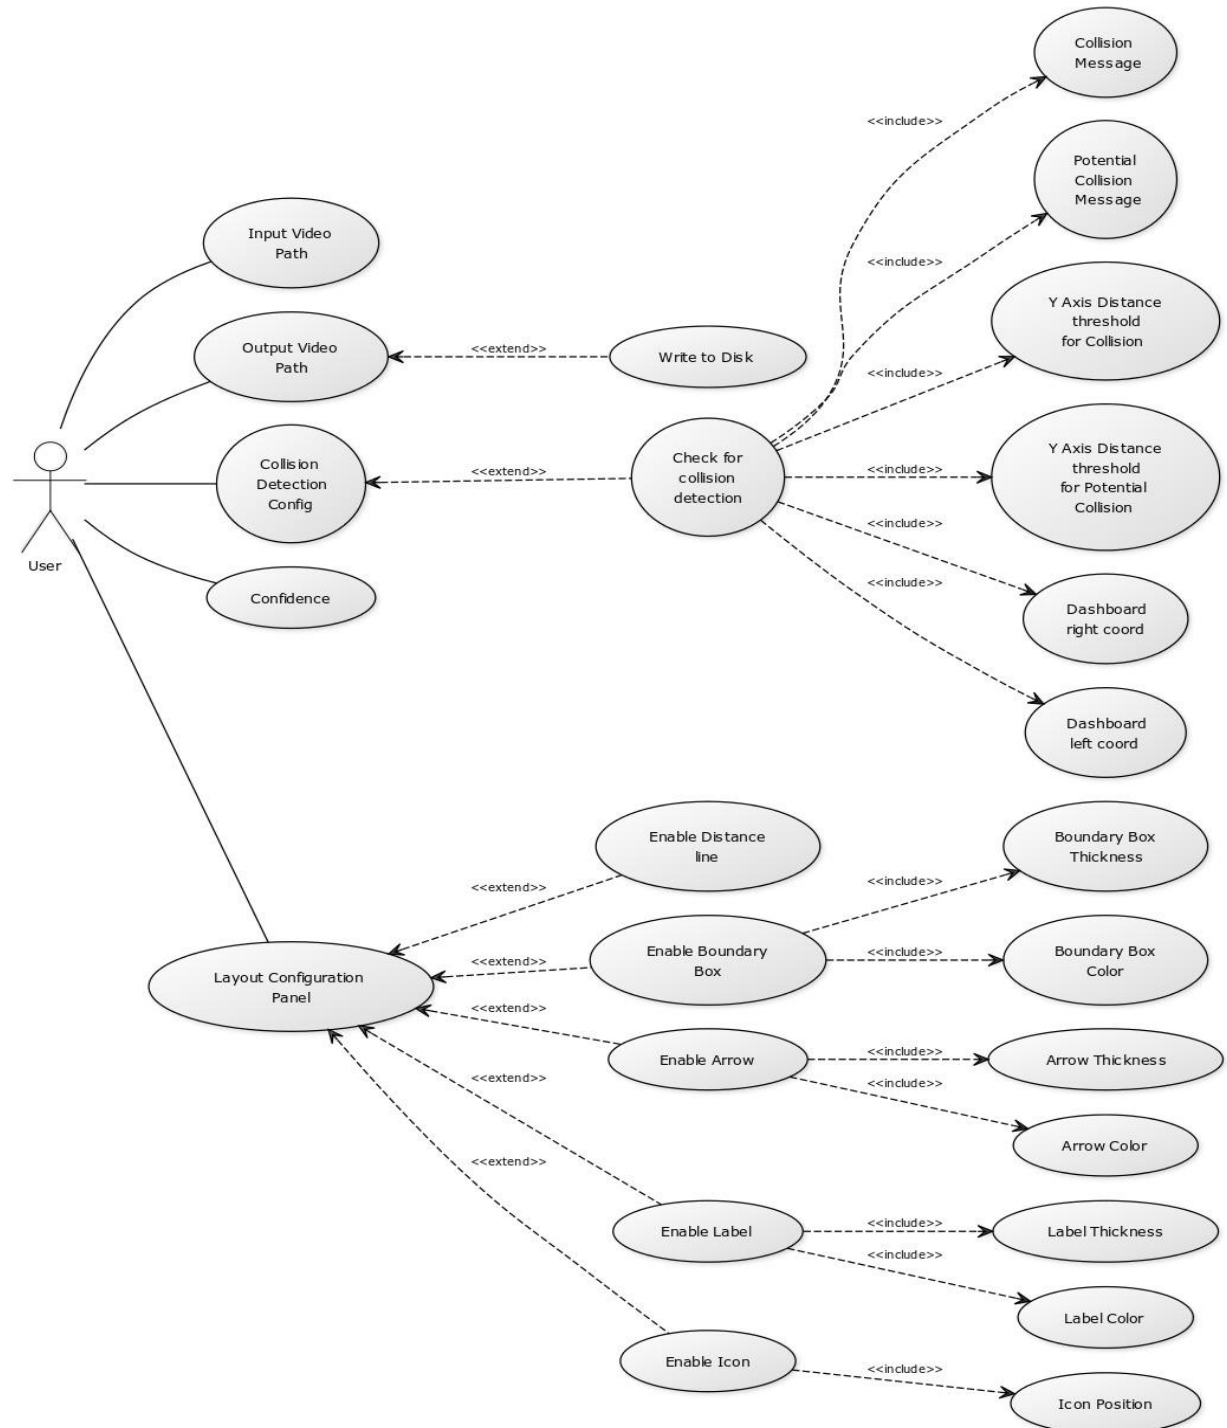 Collision
Message
<<include>>
Potential
Collision
Message
<<include>>
Input Video
Path
Y Axis Distance
threshold
for Collision
<<include>>
Output Video
Path
<<extend>>
Write to Disk
Collision
Detection
Config
<<extend>>
Check for
collision
detection
<<include>>
Y Axis Distance
threshold
for Potential
Collision
<<include>>
Dashboard
right coord
<<include>>
User
Confidence
Dashboard
left coord
Enable Distance
line
<<extend>>
Boundary Box
Thickness
<<include>>
Layout Configuration
Panel
<<extend>>
Enable Boundary
Box
<<include>>
Boundary Box
Color
<<extend>>
Enable Arrow
<<include>>
Arrow Thickness
<<include>>
Arrow Color
<<extend>>
Enable Label
<<include>>
Label Thickness
<<include>>
Label Color
<<extend>>
Enable Icon
<<include>>
Icon Position